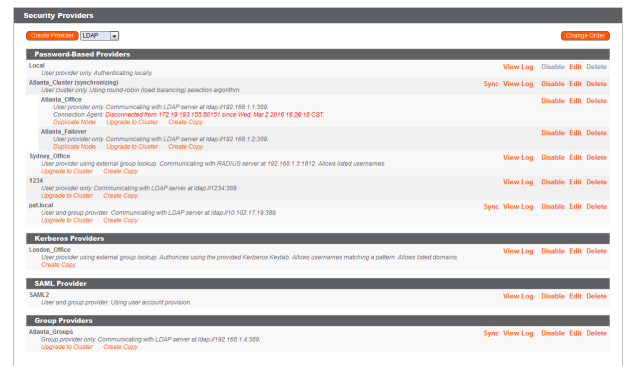 Security Providers
Create Provider LDAP Change Order
Password-Based Providers
Local View Log Disable Edit Delete
User provider only. Authenticating locally.
Atlanta_Cluster (synchronizing) Sync View Log Disable Edit Delete
User cluster only. Using round-robin (load balancing) selection algorithm.
Atlanta_Office Disable Edit Delete
User provider only. Communicating with LDAP server at ldap://192.168.1.1:389.
Connection Agent: Disconnected from 172.19.193.155:50151 since Wed, Mar 2 2016 16:26:18 CST.
Duplicate Node Upgrade to Cluster Create Copy
Atlanta_Failover Disable Edit Delete
User provider only. Communicating with LDAP server at ldap://192.168.1.2:389.
Duplicate Node Upgrade to Cluster Create Copy
Sydney_Office View Log Disable Edit Delete
User provider using external group lookup. Communicating with RADIUS server at 192.168.1.3:1812. Allows listed usernames.
Upgrade to Cluster Create Copy
1234 View Log Disable Edit Delete
User provider only. Communicating with LDAP server at ldap://1234:389.
Upgrade to Cluster Create Copy
pat.local Sync View Log Disable Edit Delete
User and group provider. Communicating with LDAP server at ldap://10.102.17.19:389.
Upgrade to Cluster Create Copy
Kerberos Providers
London_Office View Log Disable Edit Delete
User provider using external group lookup. Authorizes using the provided Kerberos Keytab. Allows usernames matching a pattern. Allows listed domains.
Create Copy
SAML Provider
SAML2 View Log Disable Edit Delete
User and group provider. Using user account provision.
Group Providers
Atlanta_Groups Sync View Log Disable Edit Delete
Group provider only. Communicating with LDAP server at ldap://192.168.1.4:389.
Upgrade to Cluster Create Copy